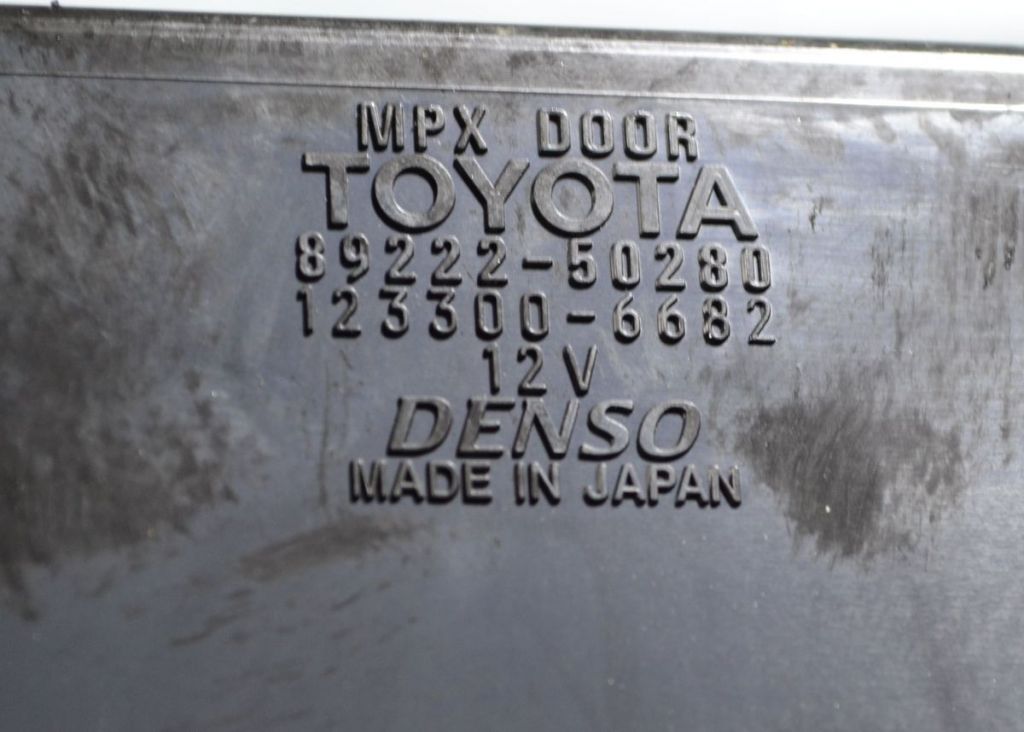 MPX DOOR
TOYOTA
89222-50280
123300-6682
12V
DENSO
MADE IN JAPAN